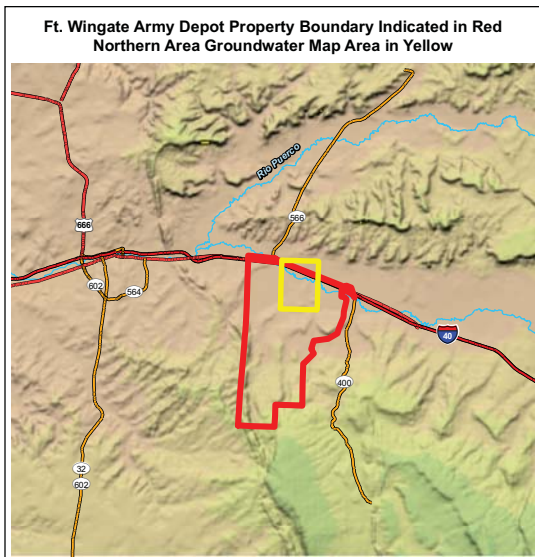 Ft. Wingate Army Depot Property Boundary Indicated in Red
Northern Area Groundwater Map Area in Yellow
Rio Puerco
566
666
602
564
40
400
32
602